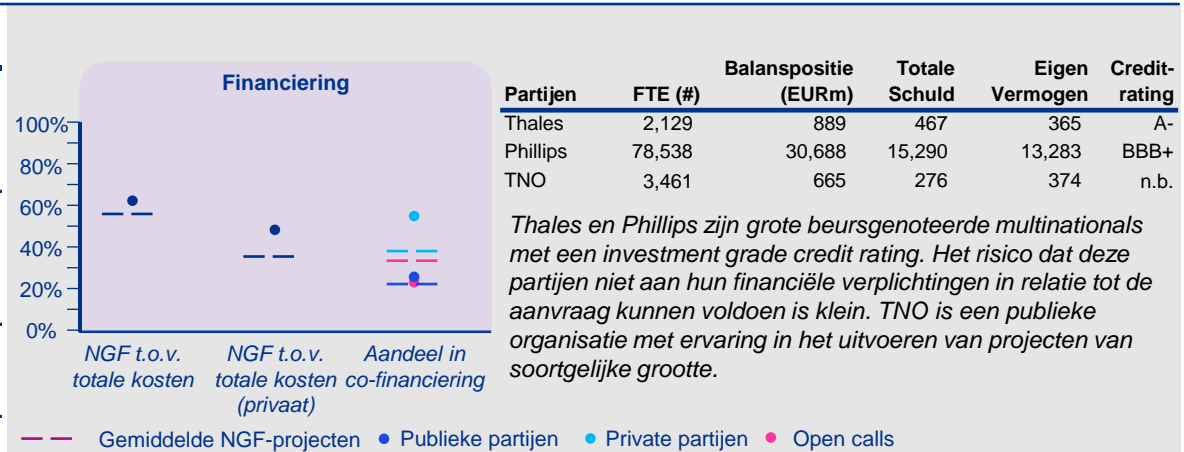 Financiering
100%
80%
60%
40%
20%
0%
NGF t.o.v.
totale kosten
NGF t.o.v.
totale kosten
(privaat)
Aandeel in
co-financiering
Gemiddelde NGF-projecten Publieke partijen Private partijen Open calls
Balanspositie Totale Eigen Credit-
Partijen FTE (#) (EURm) Schuld Vermogen rating
Thales 2,129 889 467 365 A-
Phillips 78,538 30,688 15,290 13,283 BBB+
TNO 3,461 665 276 374 n.b.
Thales en Phillips zijn grote beursgenoteerde multinationals
met een investment grade credit rating. Het risico dat deze
partijen niet aan hun financiële verplichtingen in relatie tot de
aanvraag kunnen voldoen is klein. TNO is een publieke
organisatie met ervaring in het uitvoeren van projecten van
soortgelijke grootte.